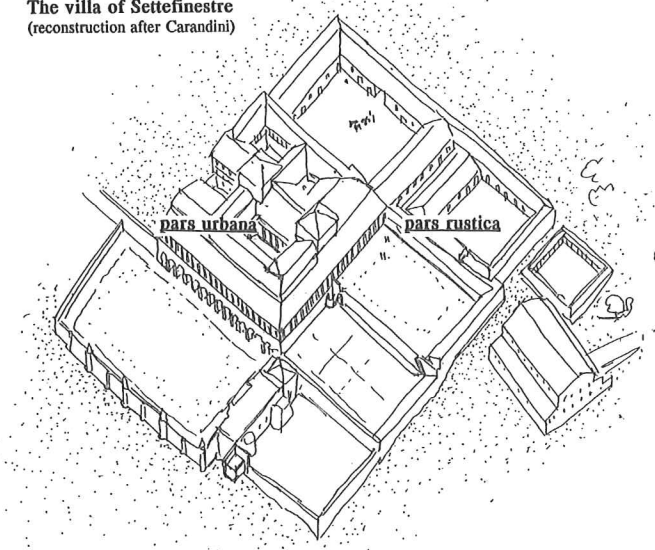 The villa of Settefinestre
(reconstruction after Carandini)
pars urbana
pars rustica